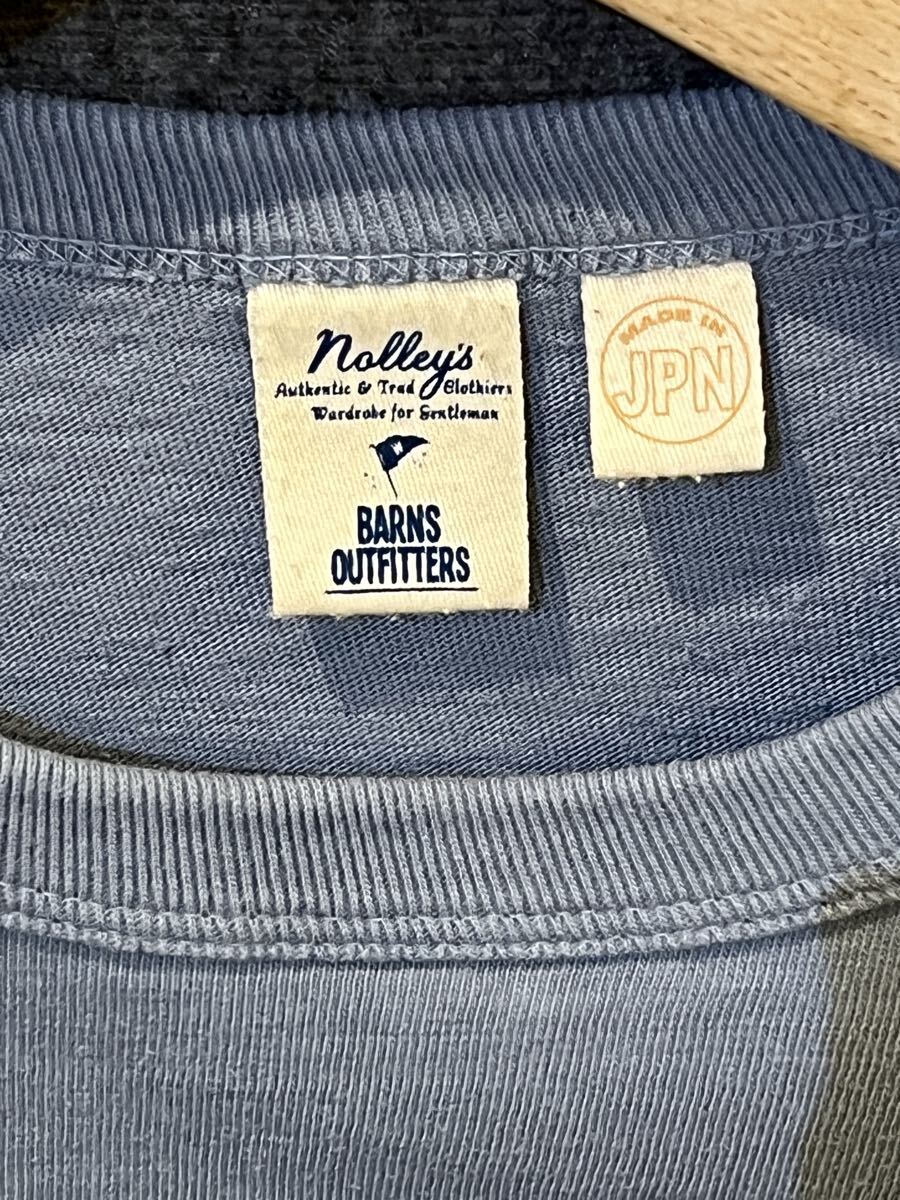 Nolley's
Authentic & Trad Clothiers
Wardrobe for Gentleman
BARNS
OUTFITTERS
MADE IN
JPN